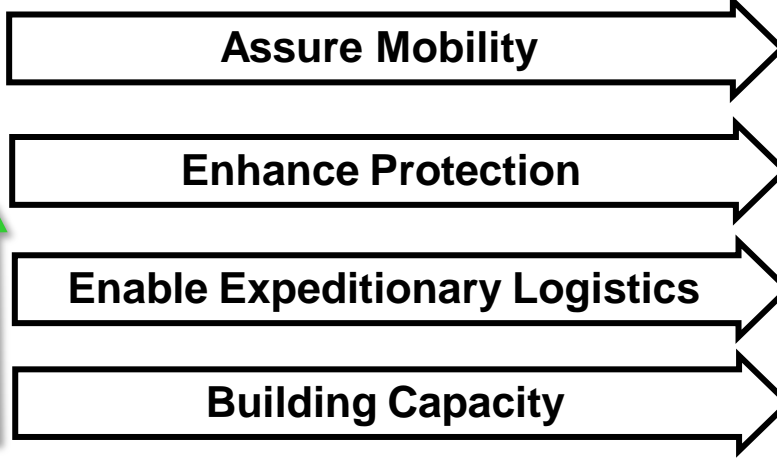 Assure Mobility
Enhance Protection
Enable Expeditionary Logistics
Building Capacity